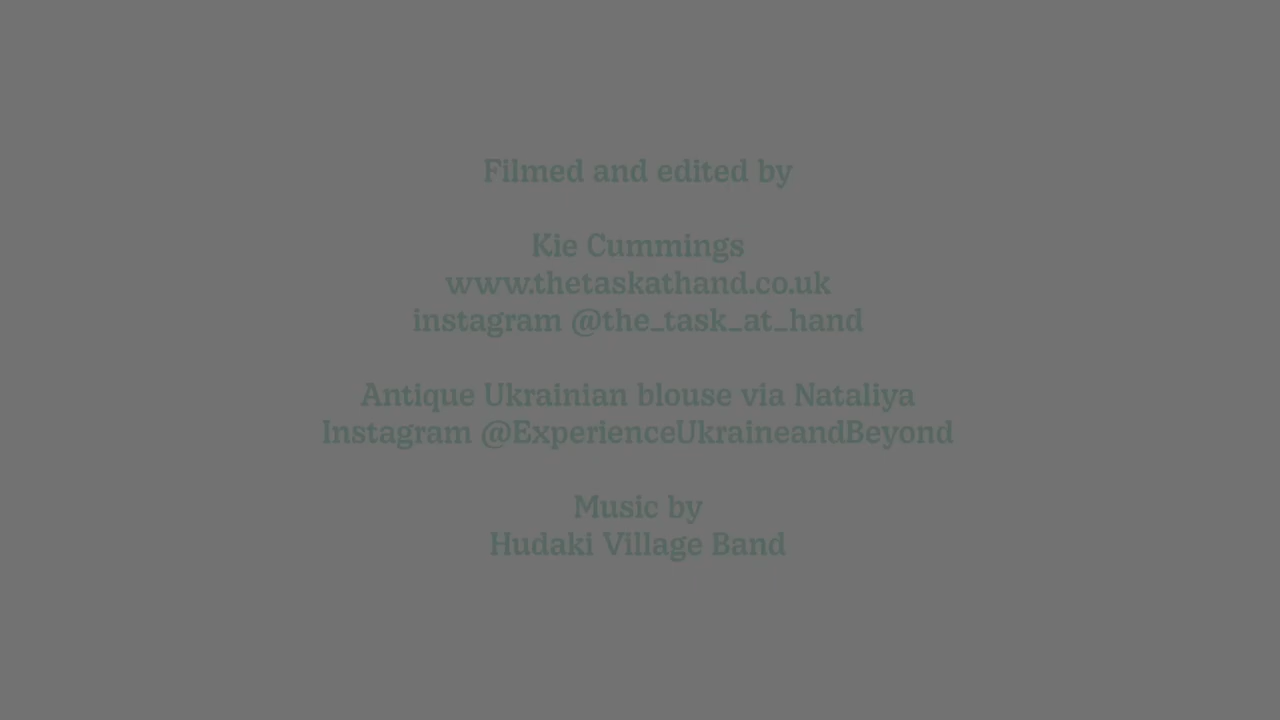 Filmed and edited by
Kie Cummings
www.thetaskathand.co.uk
instagram @the_task_at_hand
Antique Ukrainian blouse via Nataliya
Instagram @ExperienceUkraineandBeyond
Music by
Hudaki Village Band